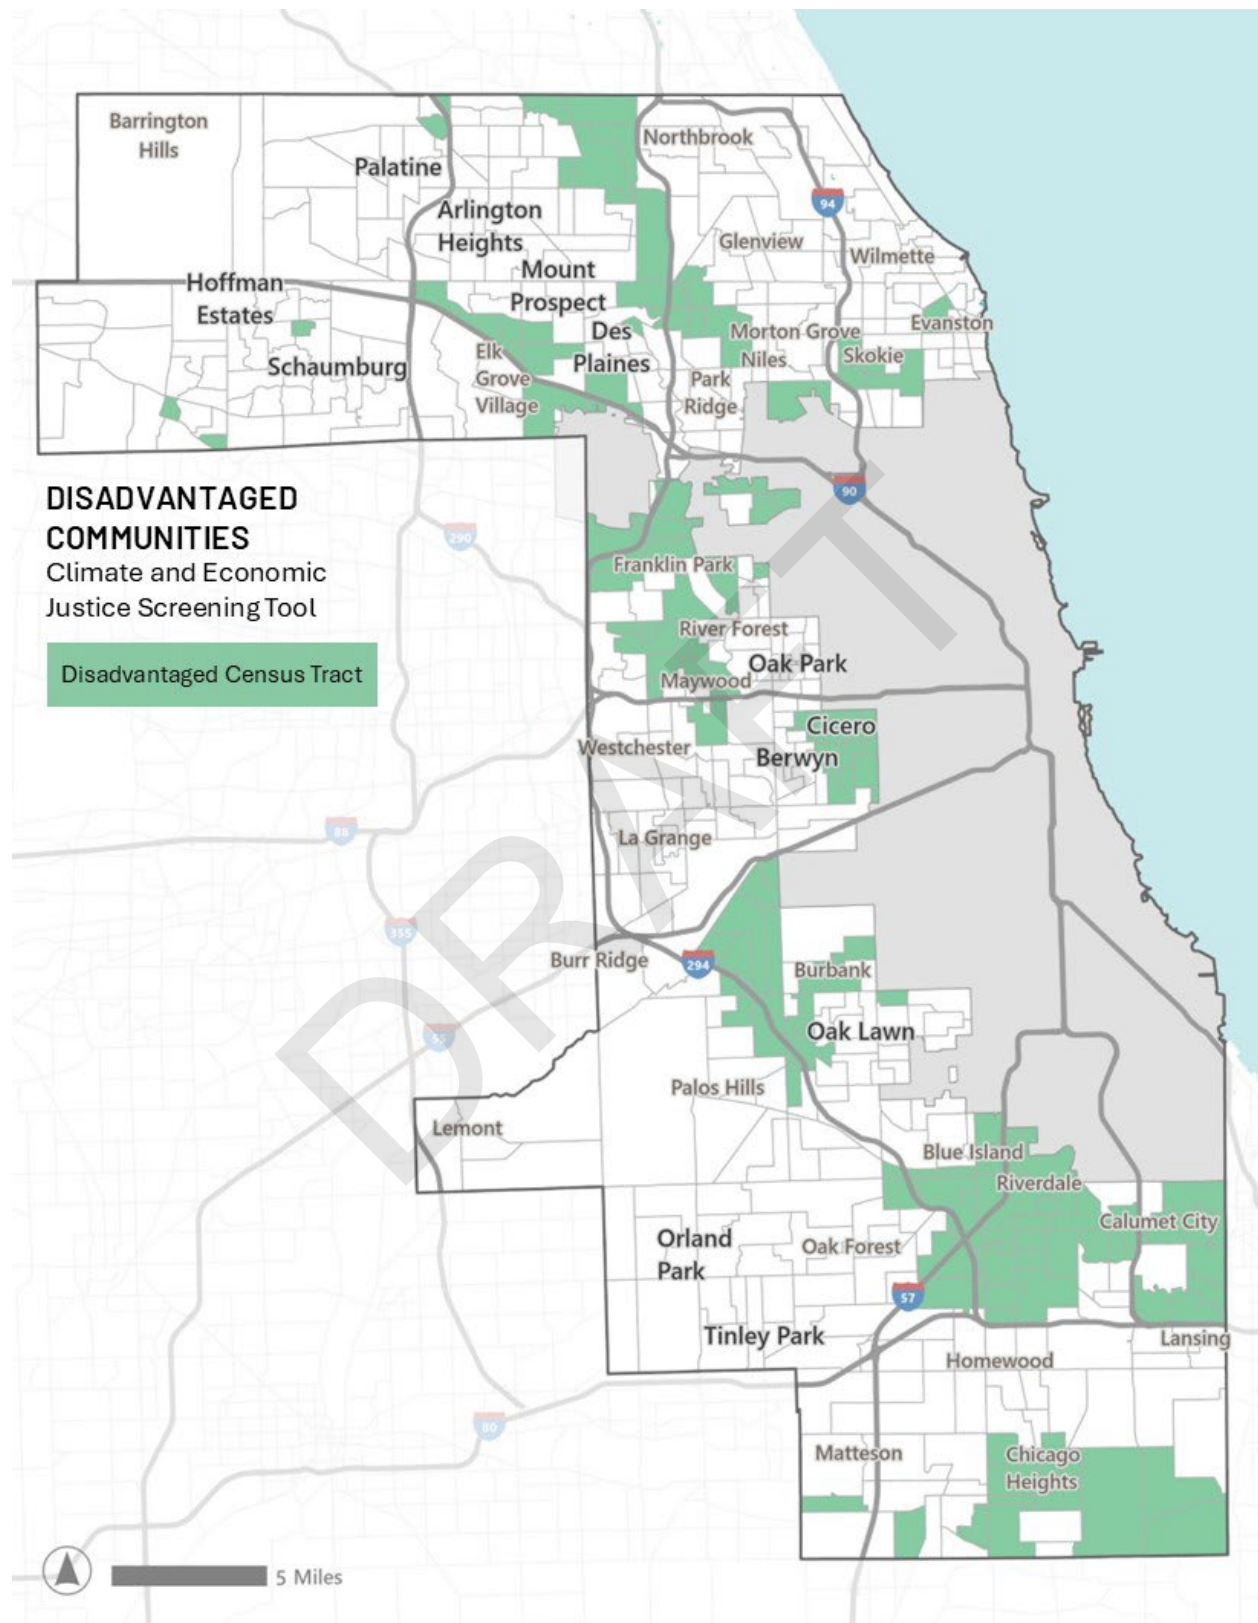 Barrington
Hills
Northbrook
Palatine
94
Arlington
Heights
Glenview
Wilmette
Mount
Prospect
Hoffman
Estates
Evanston
Des
Plaines
Morton Grove
Niles
Skokie
Elk
Grove
Village
Schaumburg
Park
Ridge
DISADVANTAGED
COMMUNITIES
Climate and Economic
Justice Screening Tool
Disadvantaged Census Tract
90
290
Franklin Park
River Forest
Oak Park
Maywood
Cicero
Berwyn
Westchester
88
La Grange
355
Burr Ridge
294
Burbank
55
Oak Lawn
Palos Hills
Lemont
Blue Island
Riverdale
Calumet City
Orland
Park
Oak Forest
57
Tinley Park
Lansing
Homewood
80
Matteson
Chicago
Heights
5 Miles
DRAFT